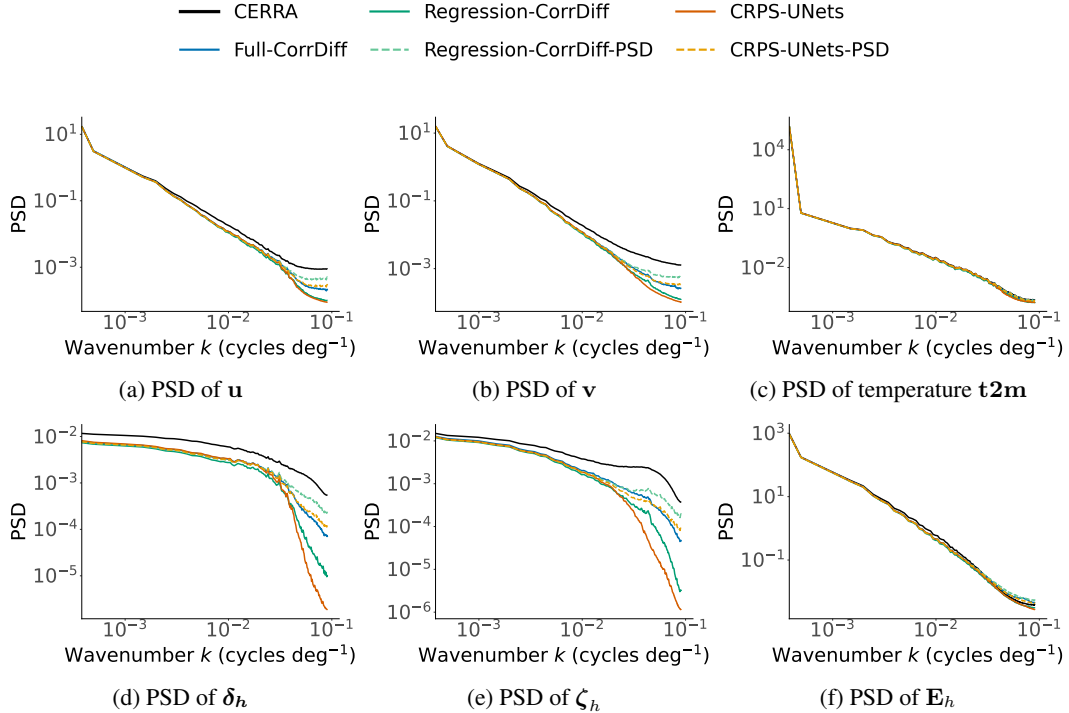 CERRA Regression-CorrDiff CRPS-UNets
Full-CorrDiff Regression-CorrDiff-PSD CRPS-UNets-PSD
PSD
10^1
10^−1
10^−3
10^−3 10^−2 10^−1
Wavenumber k (cycles deg^−1)
(a) PSD of u
PSD
10^1
10^−1
10^−3
10^−3 10^−2 10^−1
Wavenumber k (cycles deg^−1)
(b) PSD of v
PSD
10^4
10^1
10^−2
10^−3 10^−2 10^−1
Wavenumber k (cycles deg^−1)
(c) PSD of temperature t2m
PSD
10^−2
10^−3
10^−4
10^−5
10^−3 10^−2 10^−1
Wavenumber k (cycles deg^−1)
(d) PSD of δ_h
PSD
10^−2
10^−3
10^−4
10^−5
10^−6
10^−3 10^−2 10^−1
Wavenumber k (cycles deg^−1)
(e) PSD of ζ_h
PSD
10^3
10^1
10^−1
10^−3 10^−2 10^−1
Wavenumber k (cycles deg^−1)
(f) PSD of E_h